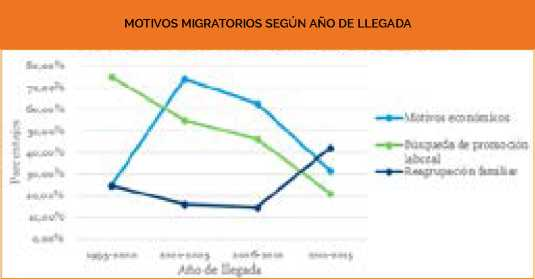 MOTIVOS MIGRATORIOS SEGÚN AÑO DE LLEGADA
80,00%
70,00%
60,00%
50,00%
40,00%
30,00%
20,00%
10,00%
0,00%
Porcentajes
Motivos económicos
Búsqueda de promoción
laboral
Reagrupación familiar
2001-2005
2006-2010
2011-2015
Año de llegada